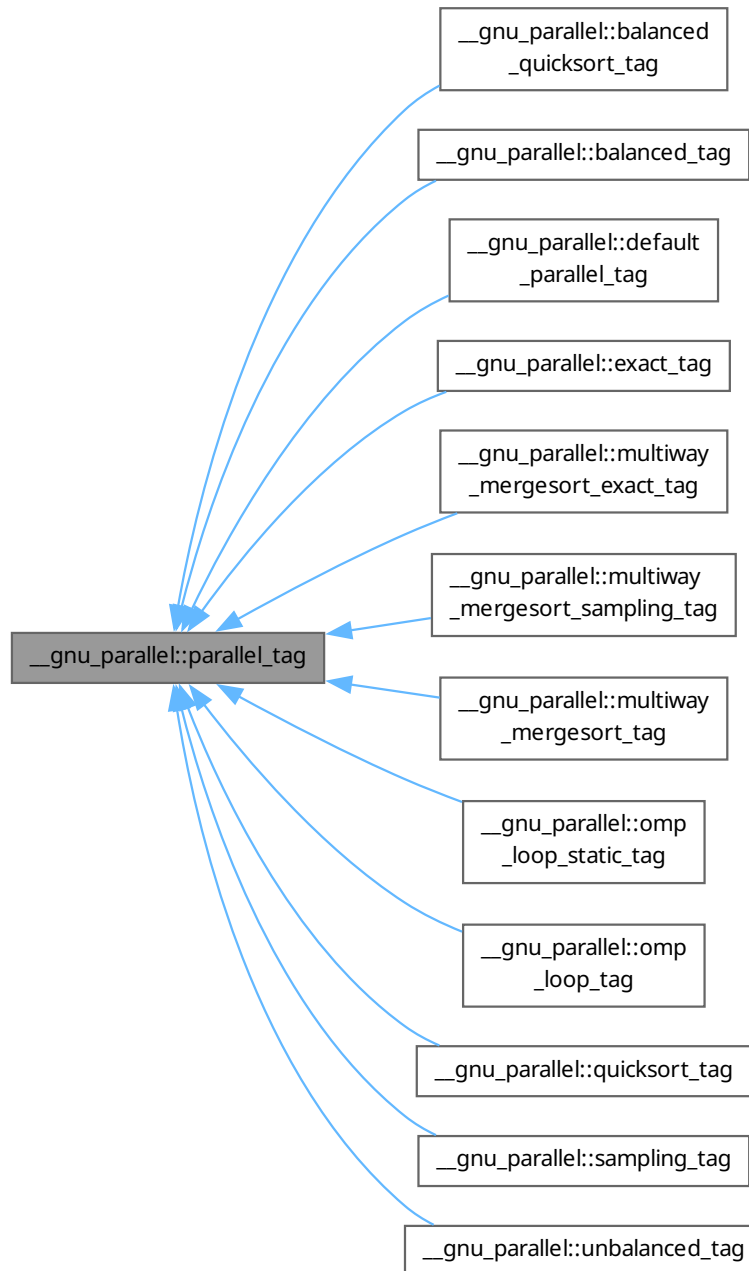 __gnu_parallel::balanced
_quicksort_tag
__gnu_parallel::balanced_tag
__gnu_parallel::default
_parallel_tag
__gnu_parallel::exact_tag
__gnu_parallel::multiway
_mergesort_exact_tag
__gnu_parallel::multiway
_mergesort_sampling_tag
__gnu_parallel::parallel_tag
__gnu_parallel::multiway
_mergesort_tag
__gnu_parallel::omp
_loop_static_tag
__gnu_parallel::omp
_loop_tag
__gnu_parallel::quicksort_tag
__gnu_parallel::sampling_tag
__gnu_parallel::unbalanced_tag